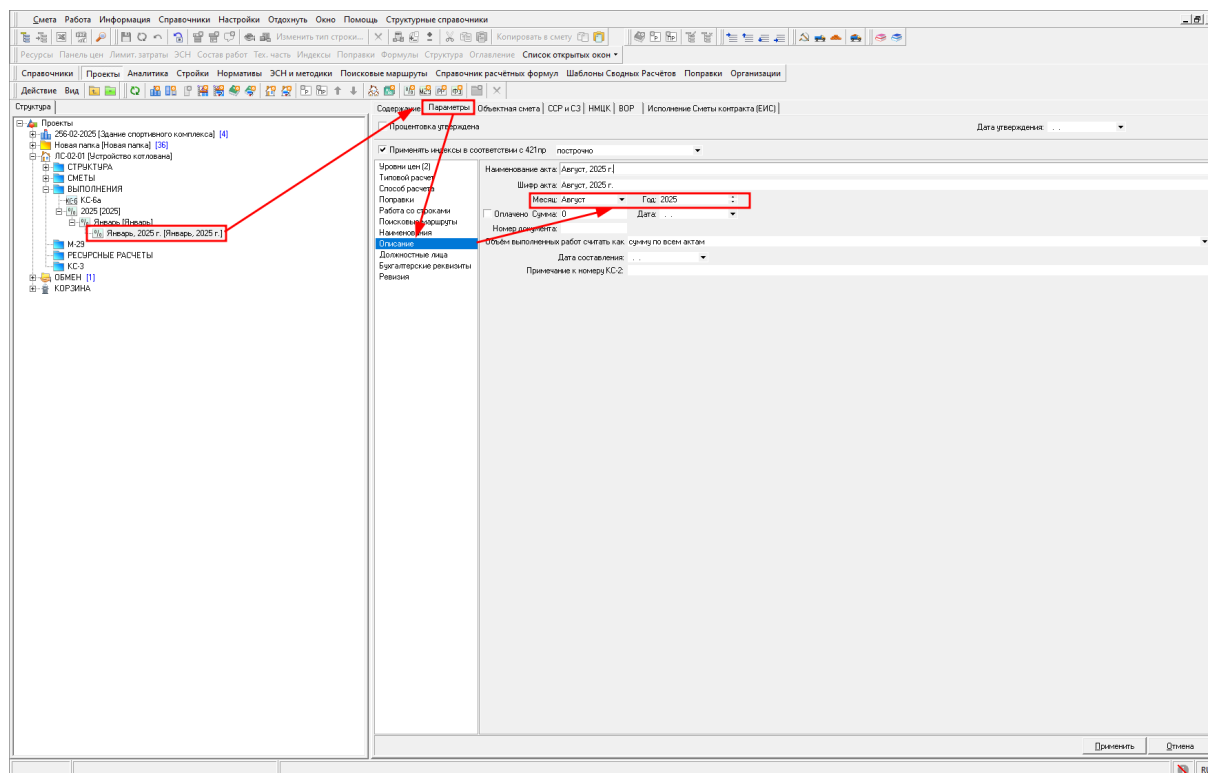 Смета Работа Информация Справочники Настройки Отдохнуть Окно Помощь Структурные справочники
Изменить тип строки... Копировать в смету
Ресурсы Панель цен Лимит. затраты ЭСН Состав работ Тех. часть Индексы Поправки Формулы Структура Оглавление Список открытых окон
Справочники Проекты Аналитика Стройки Нормативы ЭСН и методики Поисковые маршруты Справочник расчётных формул Шаблоны Сводных Расчётов Поправки Организации
Действие Вид
Структура
Проекты
256-02-2025 [Здание спортивного комплекса] [4]
Новая папка [Новая папка] [36]
ЛС-02-01 [Устройство котлована]
СТРУКТУРА
СМЕТЫ
ВЫПОЛНЕНИЯ
КС-6 КС-6а
2025 [2025]
Январь [Январь]
Январь, 2025 г. [Январь, 2025 г.]
М-29
РЕСУРСНЫЕ РАСЧЕТЫ
КС-3
ОБМЕН [1]
КОРЗИНА
Содержание Параметры Объектная смета ССР и СЗ НМЦК ВОР Исполнение Сметы контракта (ЕИС)
Процентовка утверждена Дата утверждения: . .
Применять индексы в соответствии с 421пр построчно
Уровни цен (2)
Типовой расчет
Способ расчета
Поправки
Работа со строками
Поисковые маршруты
Наименования
Описание
Должностные лица
Бухгалтерские реквизиты
Ревизия
Наименование акта: Август, 2025 г.
Шифр акта: Август, 2025 г.
Месяц: Август Год: 2025
Оплачено Сумма: 0 Дата: . .
Номер документа:
Объём выполненных работ считать как: сумму по всем актам
Дата составления: . .
Примечание к номеру КС-2:
Применить Отмена